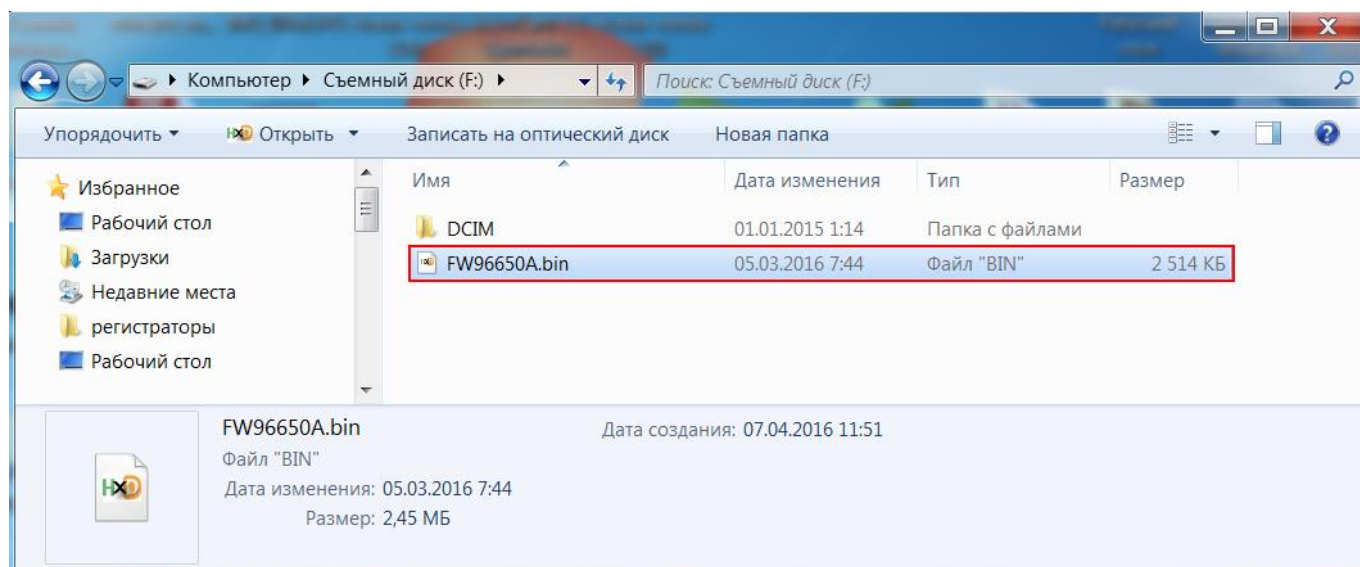 Компьютер Съемный диск (F:) Поиск: Съемный диск (F:)
Упорядочить Открыть Записать на оптический диск Новая папка
Избранное
Рабочий стол
Загрузки
Недавние места
регистраторы
Рабочий стол
Имя Дата изменения Тип Размер
DCIM 01.01.2015 1:14 Папка с файлами
FW96650A.bin 05.03.2016 7:44 Файл "BIN" 2 514 КБ
FW96650A.bin Дата создания: 07.04.2016 11:51
Файл "BIN"
Дата изменения: 05.03.2016 7:44
Размер: 2,45 МБ